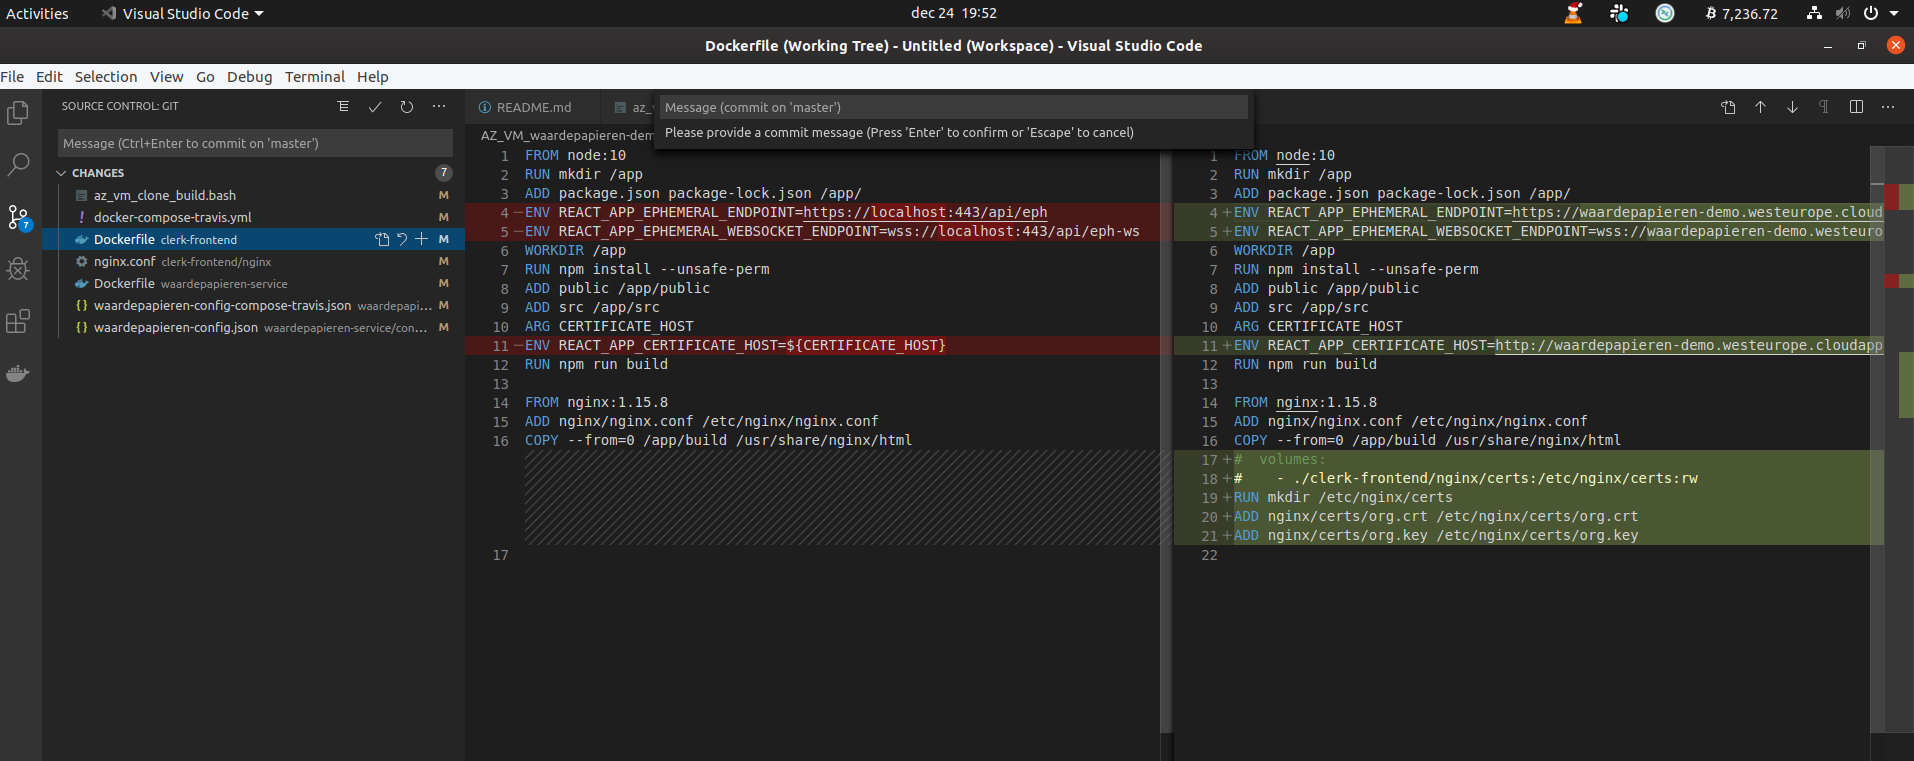 Activities Visual Studio Code dec 24 19:52 ₿ 7,236.72
Dockerfile (Working Tree) - Untitled (Workspace) - Visual Studio Code
File Edit Selection View Go Debug Terminal Help
SOURCE CONTROL: GIT
Message (Ctrl+Enter to commit on 'master')
CHANGES 7
az_vm_clone_build.bash M
docker-compose-travis.yml M
Dockerfile clerk-frontend M
nginx.conf clerk-frontend/nginx M
Dockerfile waardepapieren-service M
waardepapieren-config-compose-travis.json waardepapi... M
waardepapieren-config.json waardepapieren-service/con... M
7
README.md az_
Message (commit on 'master')
Please provide a commit message (Press 'Enter' to confirm or 'Escape' to cancel)
AZ_VM_waardepapieren-dem
1 FROM node:10
2 RUN mkdir /app
3 ADD package.json package-lock.json /app/
4 — ENV REACT_APP_EPHEMERAL_ENDPOINT=https://localhost:443/api/eph
5 — ENV REACT_APP_EPHEMERAL_WEBSOCKET_ENDPOINT=wss://localhost:443/api/eph-ws
6 WORKDIR /app
7 RUN npm install --unsafe-perm
8 ADD public /app/public
9 ADD src /app/src
10 ARG CERTIFICATE_HOST
11 — ENV REACT_APP_CERTIFICATE_HOST=${CERTIFICATE_HOST}
12 RUN npm run build
13
14 FROM nginx:1.15.8
15 ADD nginx/nginx.conf /etc/nginx/nginx.conf
16 COPY --from=0 /app/build /usr/share/nginx/html
17
1 FROM node:10
2 RUN mkdir /app
3 ADD package.json package-lock.json /app/
4 + ENV REACT_APP_EPHEMERAL_ENDPOINT=https://waardepapieren-demo.westeurope.cloud
5 + ENV REACT_APP_EPHEMERAL_WEBSOCKET_ENDPOINT=wss://waardepapieren-demo.westeuro
6 WORKDIR /app
7 RUN npm install --unsafe-perm
8 ADD public /app/public
9 ADD src /app/src
10 ARG CERTIFICATE_HOST
11 + ENV REACT_APP_CERTIFICATE_HOST=http://waardepapieren-demo.westeurope.cloudapp
12 RUN npm run build
13
14 FROM nginx:1.15.8
15 ADD nginx/nginx.conf /etc/nginx/nginx.conf
16 COPY --from=0 /app/build /usr/share/nginx/html
17 + #  volumes:
18 + #    - ./clerk-frontend/nginx/certs:/etc/nginx/certs:rw
19 + RUN mkdir /etc/nginx/certs
20 + ADD nginx/certs/org.crt /etc/nginx/certs/org.crt
21 + ADD nginx/certs/org.key /etc/nginx/certs/org.key
22